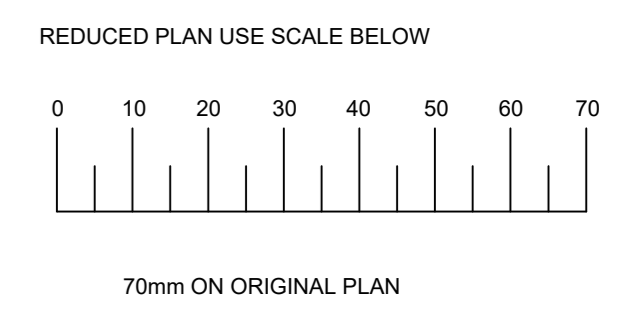 REDUCED PLAN USE SCALE BELOW
0 10 20 30 40 50 60 70
70mm ON ORIGINAL PLAN